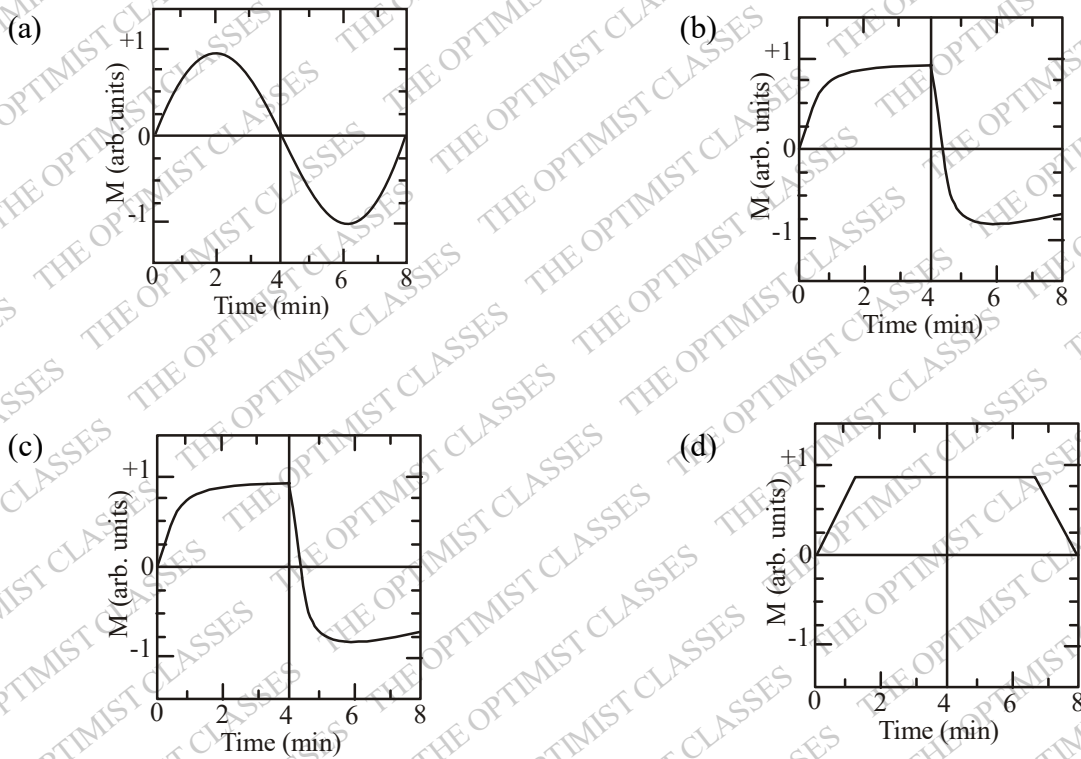 (a)
M (arb. units)
+1
0
-1
0 2 4 6 8
Time (min)
(b)
M (arb. units)
+1
0
-1
0 2 4 6 8
Time (min)
(c)
M (arb. units)
+1
0
-1
0 2 4 6 8
Time (min)
(d)
M (arb. units)
+1
0
-1
0 2 4 6 8
Time (min)
THE OPTIMIST CLASSES